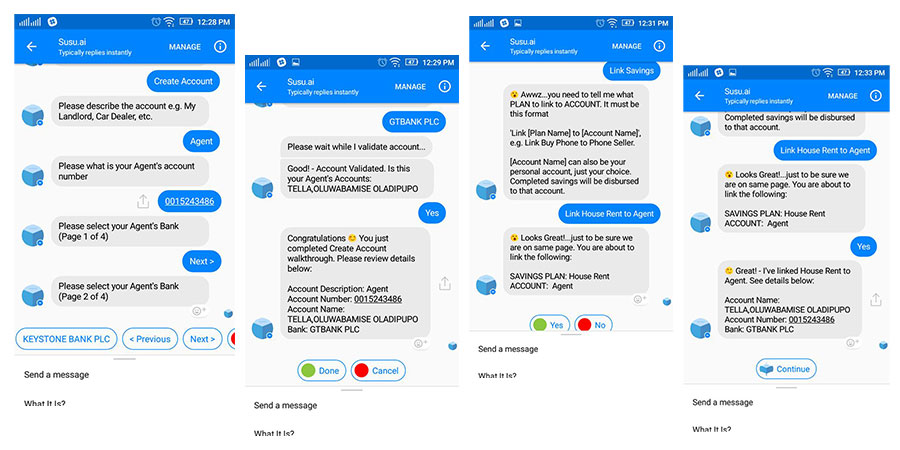 12:28 PM
47
Susu.ai
Typically replies instantly
MANAGE
Create Account
Please describe the account e.g. My
Landlord, Car Dealer, etc.
Agent
Please what is your Agent's account
number
0015243486
Please select your Agent's Bank
(Page 1 of 4)
Next >
Please select your Agent's Bank
(Page 2 of 4)
KEYSTONE BANK PLC
< Previous
Next >
Send a message
What It Is?
12:29 PM
47
Susu.ai
Typically replies instantly
MANAGE
GTBANK PLC
Please wait while I validate account...
Good! - Account Validated. Is this
your Agent's Accounts:
TELLA,OLUWABAMISE OLADIPUPO
Yes
Congratulations 😊 You just
completed Create Account
walkthrough. Please review details
below:
Account Description: Agent
Account Number: 0015243486
Account Name:
TELLA,OLUWABAMISE OLADIPUPO
Bank: GTBANK PLC
Done
Cancel
Send a message
What It Is?
12:31 PM
47
Susu.ai
Typically replies instantly
MANAGE
Link Savings
😮 Awwz...you need to tell me what
PLAN to link to ACCOUNT. It must be
this format
'Link [Plan Name] to [Account Name]',
e.g. Link Buy Phone to Phone Seller.
[Account Name] can also be your
personal account, just your choice.
Completed savings will be disbursed
to that account.
Link House Rent to Agent
😮 Looks Great!...just to be sure we
are on same page. You are about to
link the following:
SAVINGS PLAN: House Rent
ACCOUNT: Agent
Yes
No
Send a message
What It Is?
12:33 PM
47
Susu.ai
Typically replies instantly
MANAGE
Completed savings will be disbursed
to that account.
Link House Rent to Agent
😮 Looks Great!...just to be sure we
are on same page. You are about to
link the following:
SAVINGS PLAN: House Rent
ACCOUNT: Agent
Yes
😊 Great! - I've linked House Rent to
Agent. See details below:
Account Name:
TELLA,OLUWABAMISE OLADIPUPO
Account Number: 0015243486
Bank: GTBANK PLC
Continue
Send a message
What It Is?